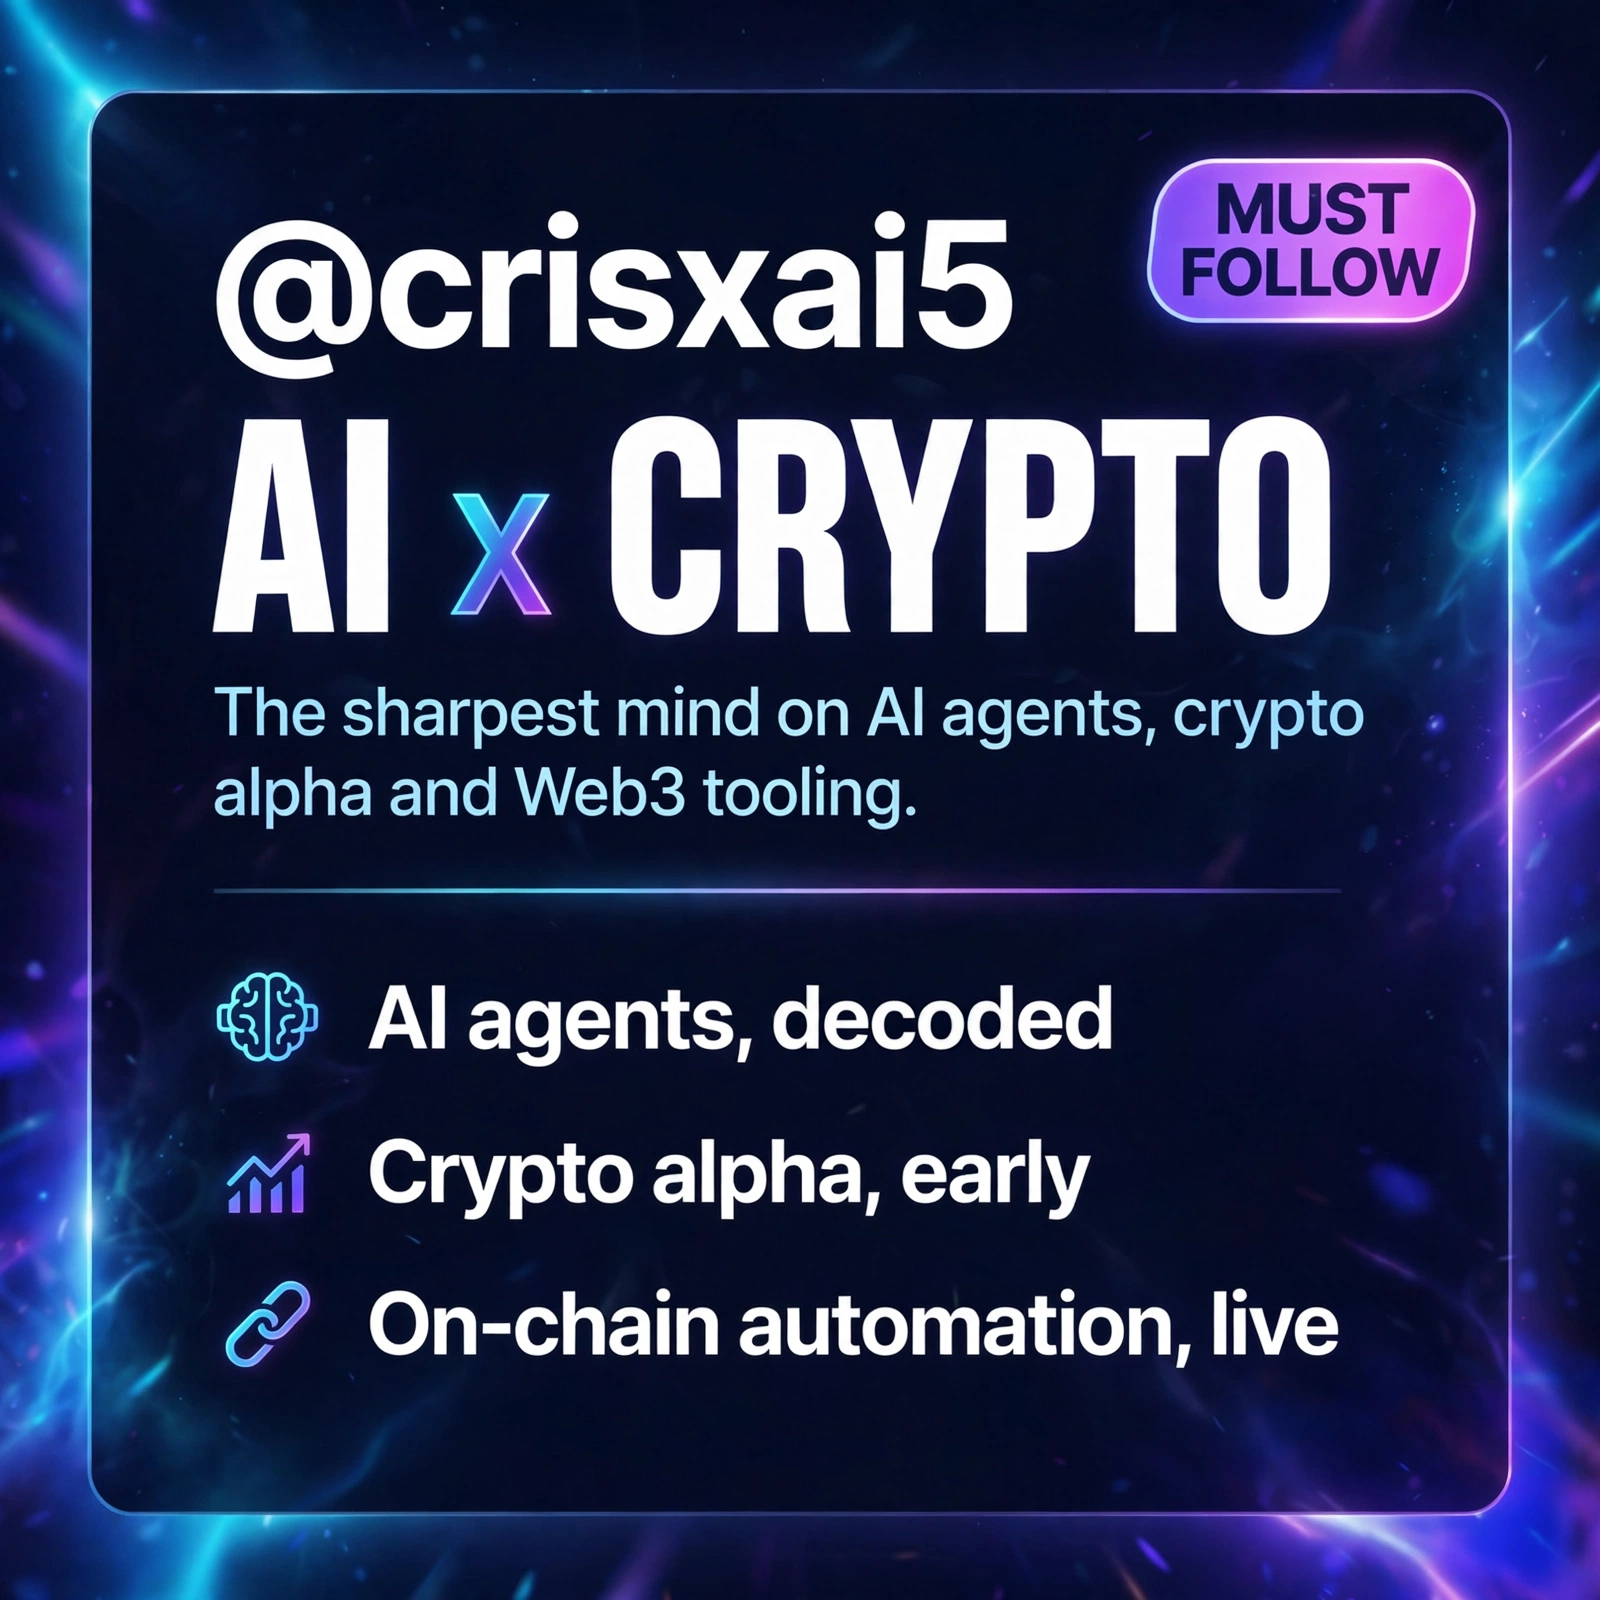 @crisxai5
MUST
FOLLOW
AI x CRYPTO
The sharpest mind on AI agents, crypto
alpha and Web3 tooling.
AI agents, decoded
Crypto alpha, early
On-chain automation, live